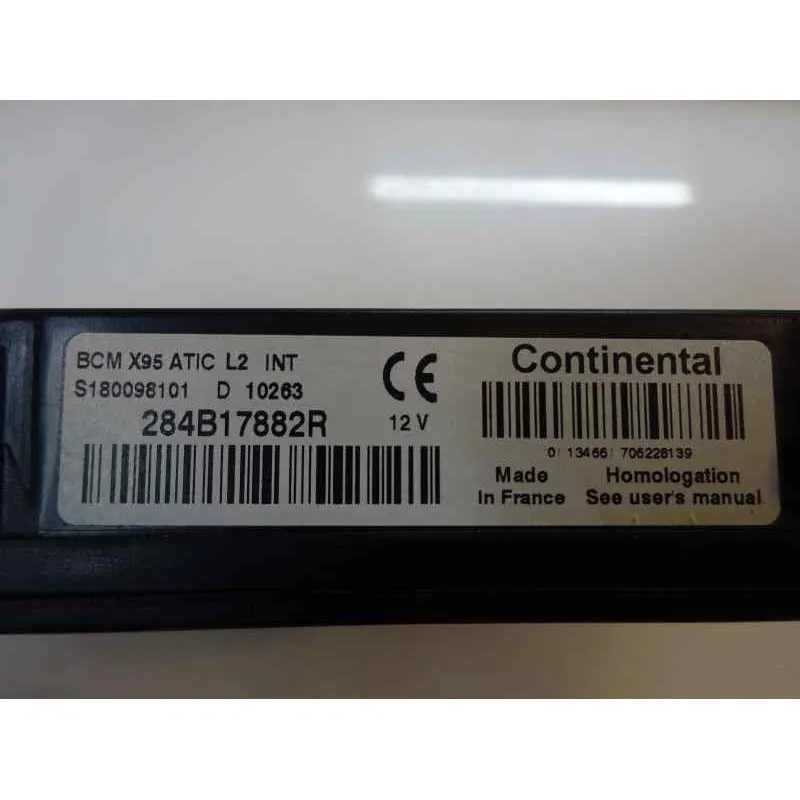 BCM X95 ATIC L2 INT
S180098101 D 10263
284B17882R
12 V
CE
Continental
0/13466/706228139
Made
In France
Homologation
See user's manual